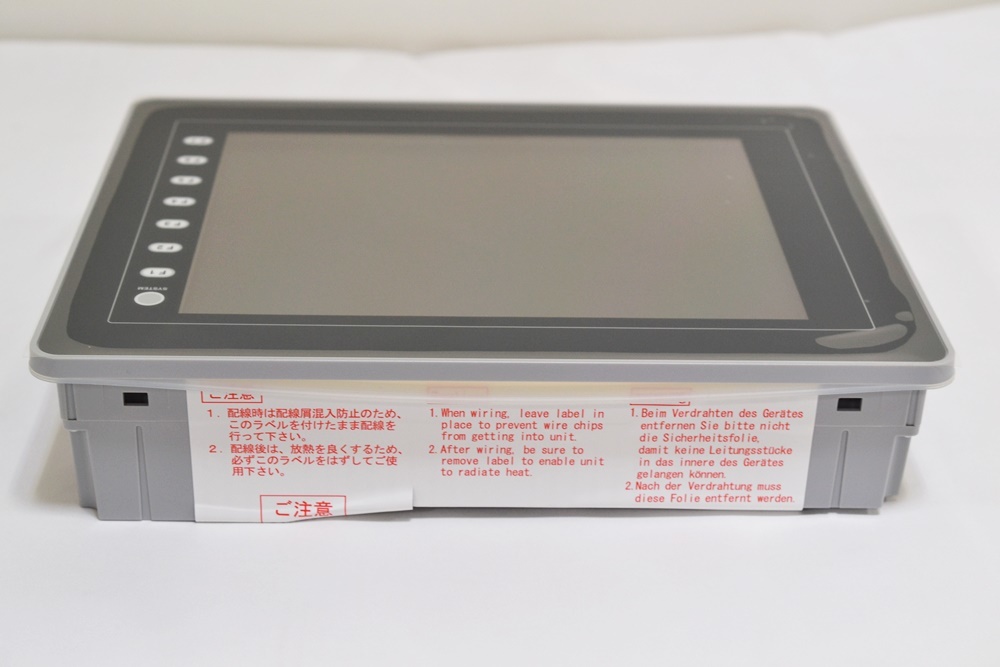 F4
F3
F2
F1
SYSTEM
ご注意
1. 配線時は配線屑混入防止のため、
このラベルを付けたまま配線を
行って下さい。
2. 配線後は、放熱を良くするため、
必ずこのラベルをはずしてご使
用下さい。
ご注意
1. When wiring, leave label in
place to prevent wire chips
from getting into unit.
2. After wiring, be sure to
remove label to enable unit
to radiate heat.
1. Beim Verdrahten des Gerätes
entfernen Sie bitte nicht
die Sicherheitsfolie,
damit keine Leitungsstücke
in das innere des Gerätes
gelangen können.
2. Nach der Verdrahtung muss
diese Folie entfernt werden.